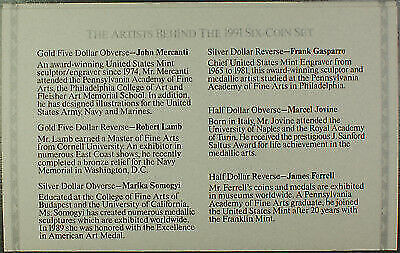 THE ARTISTS BEHIND THE 1991 SIX-COIN SET
Gold Five Dollar Obverse—John Mercanti
An award-winning United States Mint
sculptor/engraver since 1974, Mr. Mercanti
attended the Pennsylvania Academy of Fine
Arts, the Philadelphia College of Art and
Fleisher Art Memorial School. In addition,
he has designed illustrations for the United
States Army, Navy and Marines.
Gold Five Dollar Reverse—Robert Lamb
Mr. Lamb earned a Master of Fine Arts
from Cornell University. An exhibitor in
numerous East Coast shows, he recently
completed a bronze relief for the Navy
Memorial in Washington, D.C.
Silver Dollar Obverse—Marika Somogyi
Educated at the College of Fine Arts of
Budapest and the University of California,
Ms. Somogyi has created numerous medallic
sculptures which are exhibited worldwide.
In 1989 she was honored with the Excellence
in American Art Medal.
Silver Dollar Reverse—Frank Gasparro
Chief United States Mint Engraver from
1965 to 1981, this award-winning sculptor and
medallic artist studied at the Pennsylvania
Academy of Fine Arts in Philadelphia.
Half Dollar Obverse—Marcel Jovine
Born in Italy, Mr. Jovine attended the
University of Naples and the Royal Academy
of Turin. He received the prestigious J. Sanford
Saltus Award for life achievement in the
medallic arts.
Half Dollar Reverse—James Ferrell
Mr. Ferrell's coins and medals are exhibited
in museums worldwide. A Pennsylvania
Academy of Fine Arts graduate, he joined the
United States Mint after 20 years with
the Franklin Mint.